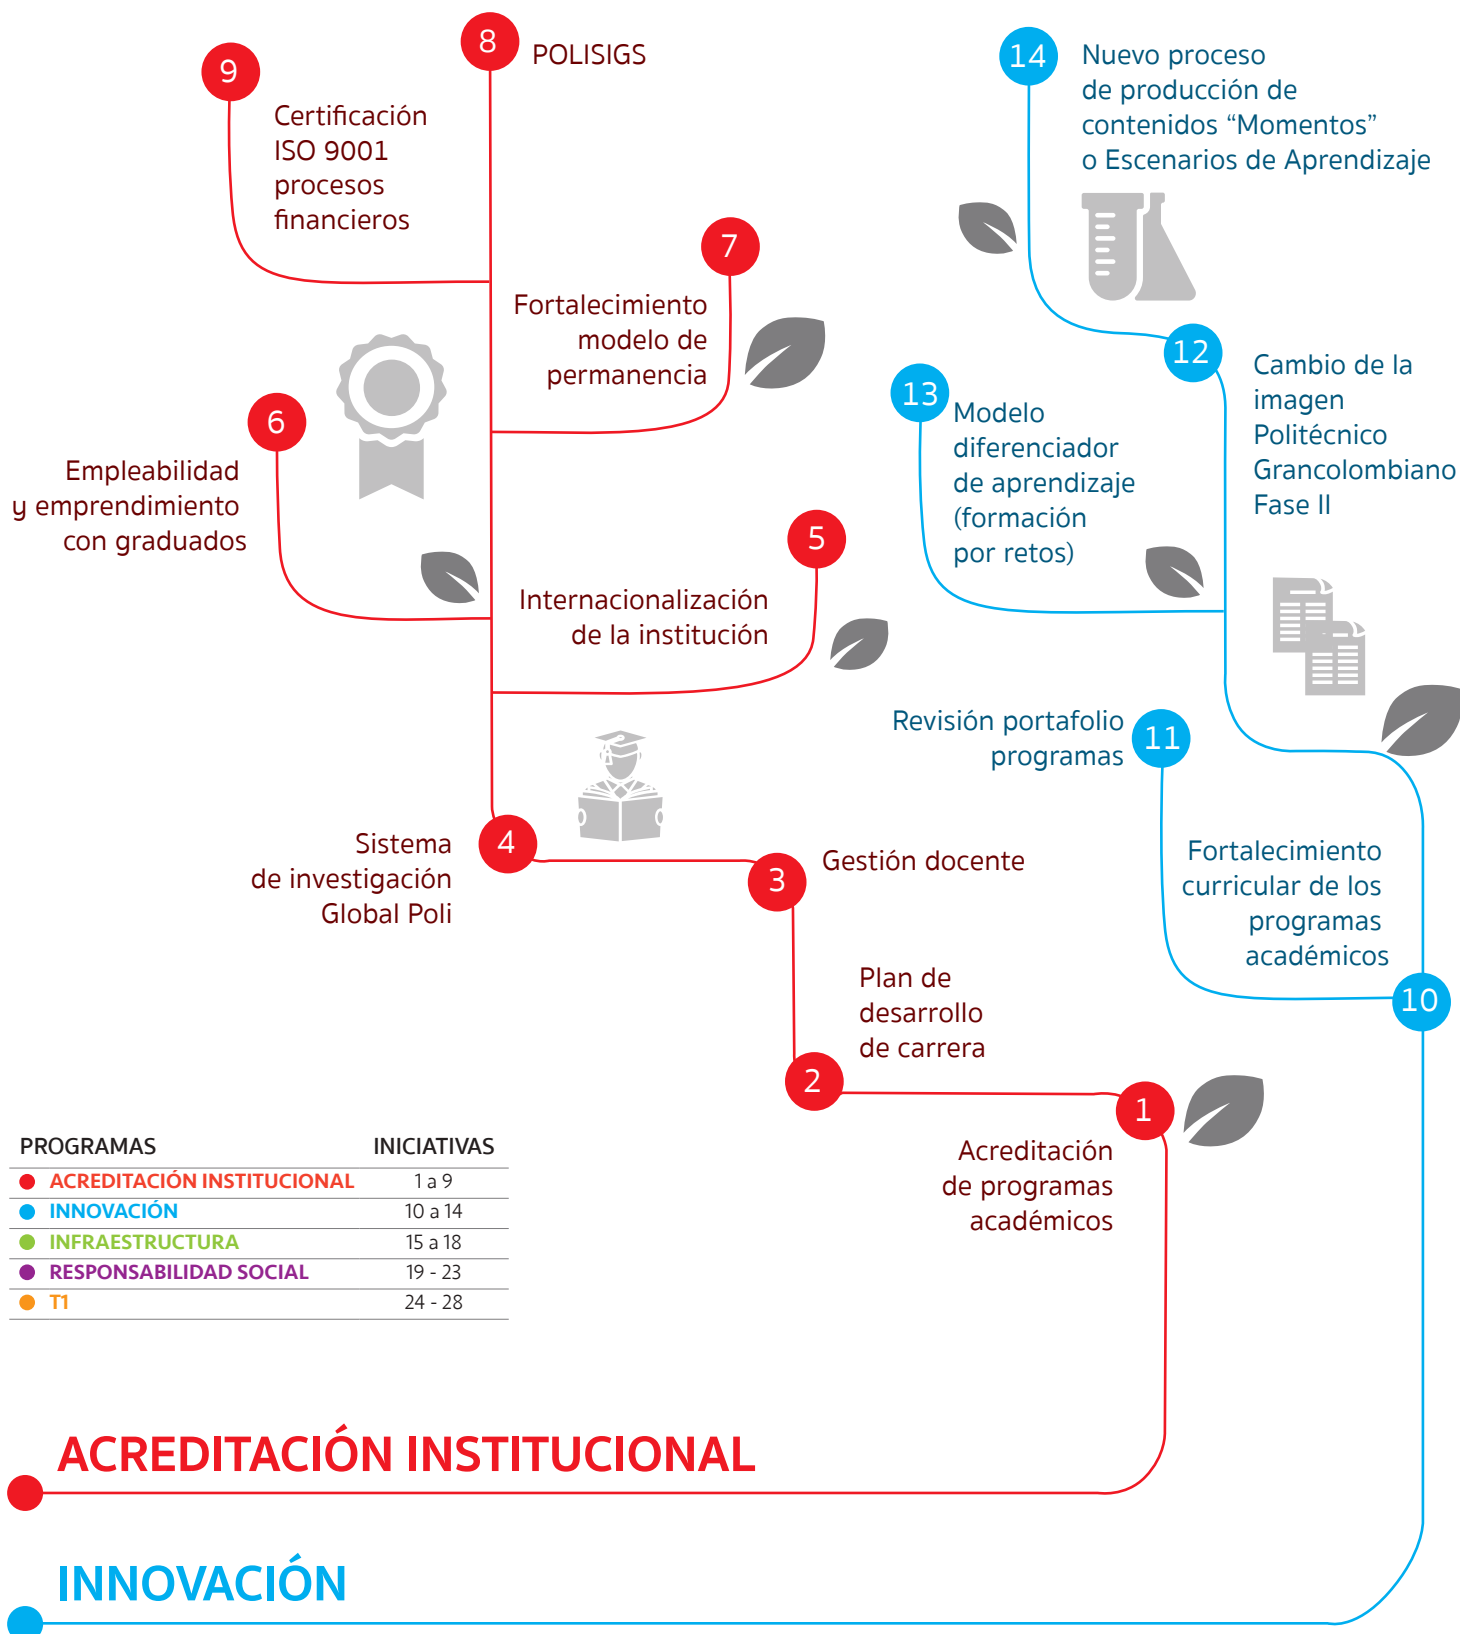 9
Certificación
ISO 9001
procesos
financieros
8
POLISIGS
7
Fortalecimiento
modelo de
permanencia
6
Empleabilidad
y emprendimiento
con graduados
5
Internacionalización
de la institución
4
Sistema
de investigación
Global Poli
3
Gestión docente
2
Plan de
desarrollo
de carrera
1
Acreditación
de programas
académicos
14
Nuevo proceso
de producción de
contenidos “Momentos”
o Escenarios de Aprendizaje
12
Cambio de la
imagen
Politécnico
Grancolombiano
Fase II
13
Modelo
diferenciador
de aprendizaje
(formación
por retos)
11
Revisión portafolio
programas
10
Fortalecimiento
curricular de los
programas
académicos
PROGRAMAS INICIATIVAS
ACREDITACIÓN INSTITUCIONAL 1 a 9
INNOVACIÓN 10 a 14
INFRAESTRUCTURA 15 a 18
RESPONSABILIDAD SOCIAL 19 - 23
T1 24 - 28
ACREDITACIÓN INSTITUCIONAL
INNOVACIÓN